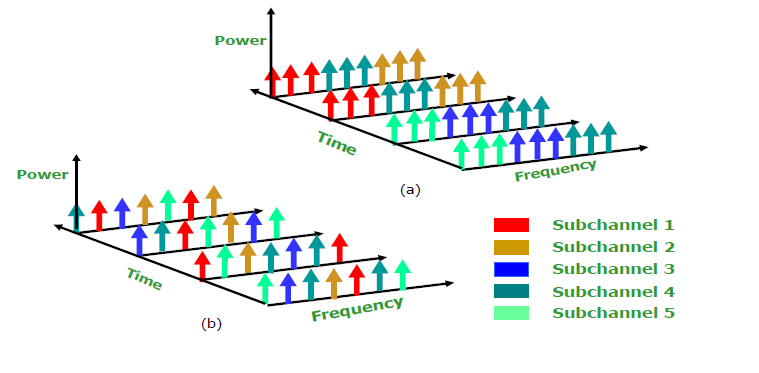 Power
Time
Frequency
(a)
Power
Time
Frequency
(b)
Subchannel 1
Subchannel 2
Subchannel 3
Subchannel 4
Subchannel 5